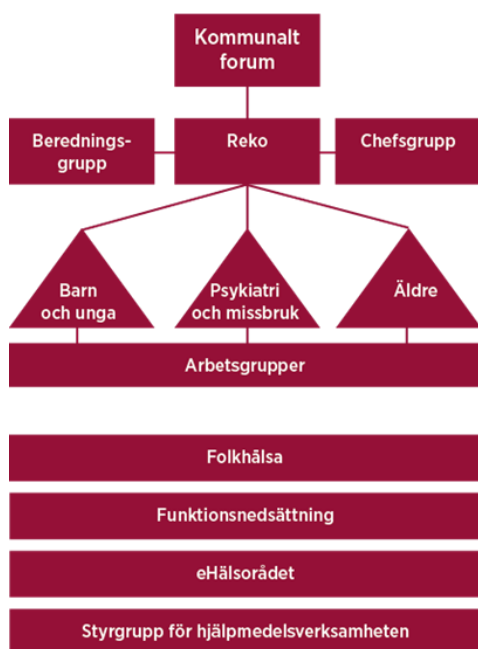 Kommunalt
forum
Berednings-
grupp
Reko
Chefsgrupp
Barn
och unga
Psykiatri
och missbruk
Äldre
Arbetsgrupper
Folkhälsa
Funktionsnedsättning
eHälsorådet
Styrgrupp för hjälpmedelsverksamheten